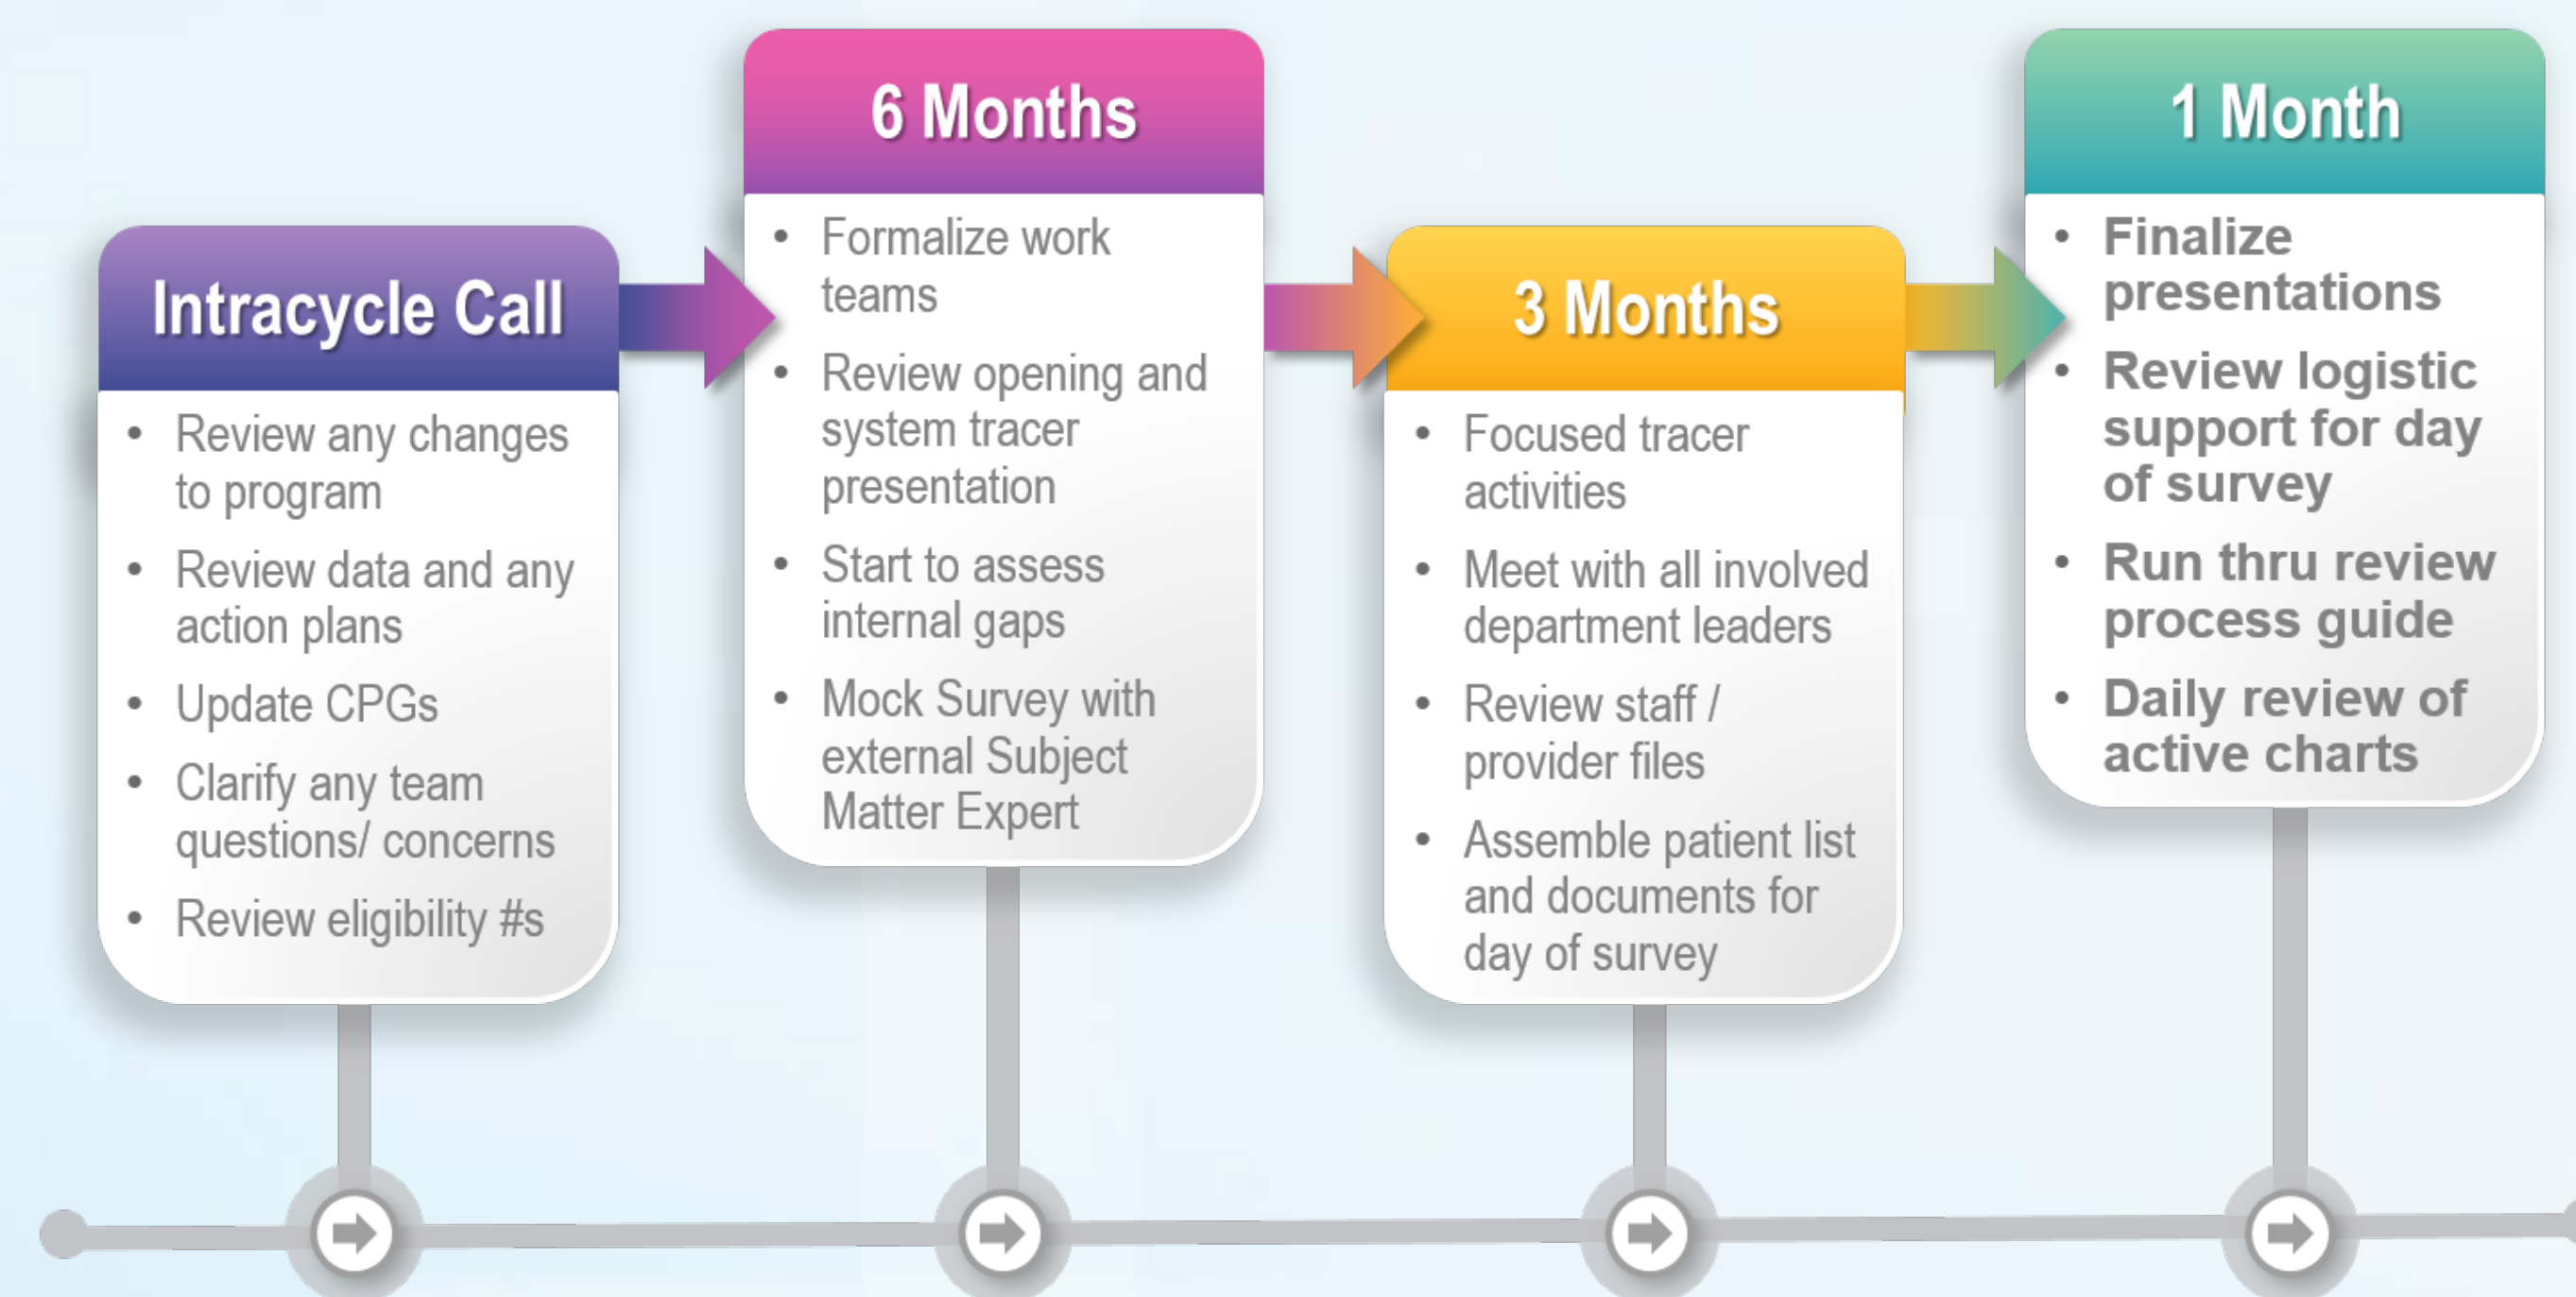 Intracycle Call
• Review any changes
to program
• Review data and any
action plans
• Update CPGs
• Clarify any team
questions/ concerns
• Review eligibility #s
6 Months
• Formalize work
teams
• Review opening and
system tracer
presentation
• Start to assess
internal gaps
• Mock Survey with
external Subject
Matter Expert
3 Months
• Focused tracer
activities
• Meet with all involved
department leaders
• Review staff /
provider files
• Assemble patient list
and documents for
day of survey
1 Month
• Finalize
presentations
• Review logistic
support for day
of survey
• Run thru review
process guide
• Daily review of
active charts